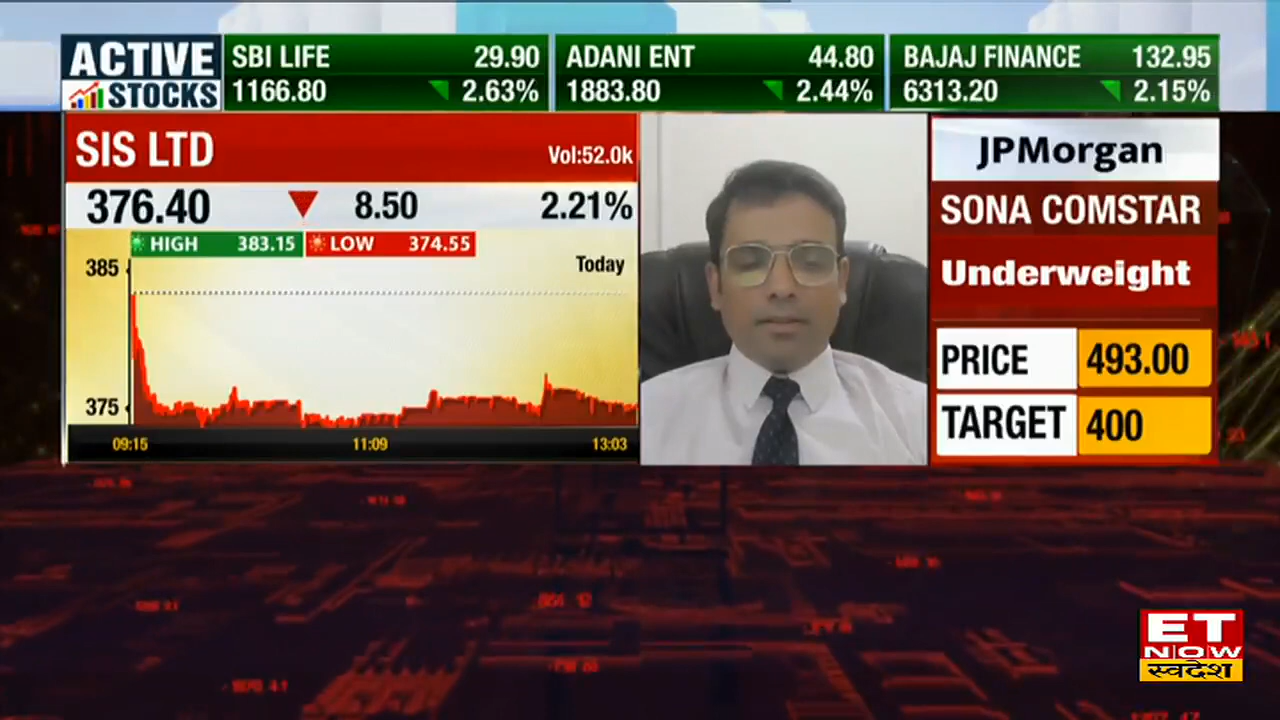 ACTIVE
STOCKS
SBI LIFE 29.90
1166.80 2.63%
ADANI ENT 44.80
1883.80 2.44%
BAJAJ FINANCE 132.95
6313.20 2.15%
SIS LTD Vol:52.0k
376.40 8.50 2.21%
HIGH 383.15 LOW 374.55
Today
385
375
09:15 11:09 13:03
JPMorgan
SONA COMSTAR
Underweight
PRICE 493.00
TARGET 400
ET
NOW
स्वदेश